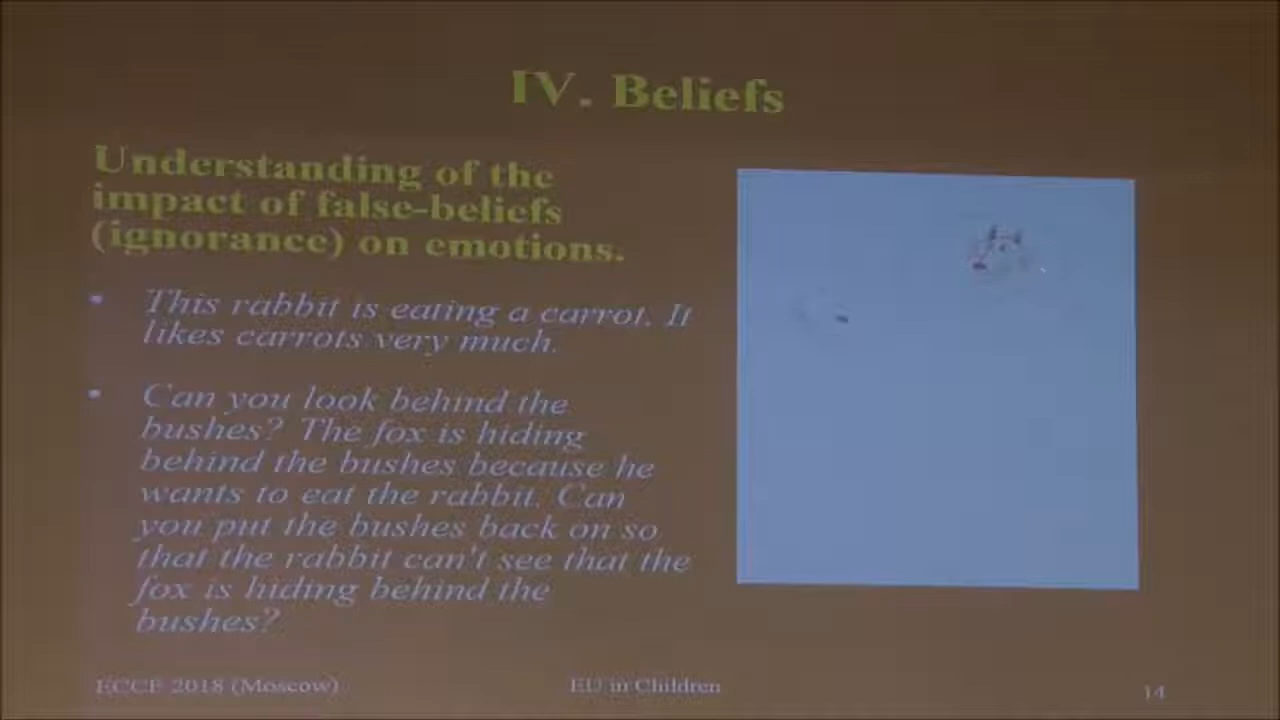 IV. Beliefs
Understanding of the
impact of false-beliefs
(ignorance) on emotions.
• This rabbit is eating a carrot. It
likes carrots very much.
• Can you look behind the
bushes? The fox is hiding
behind the bushes because he
wants to eat the rabbit. Can
you put the bushes back on so
that the rabbit can't see that the
fox is hiding behind the
bushes?
ECCE 2018 (Moscow)
EU in Children
14